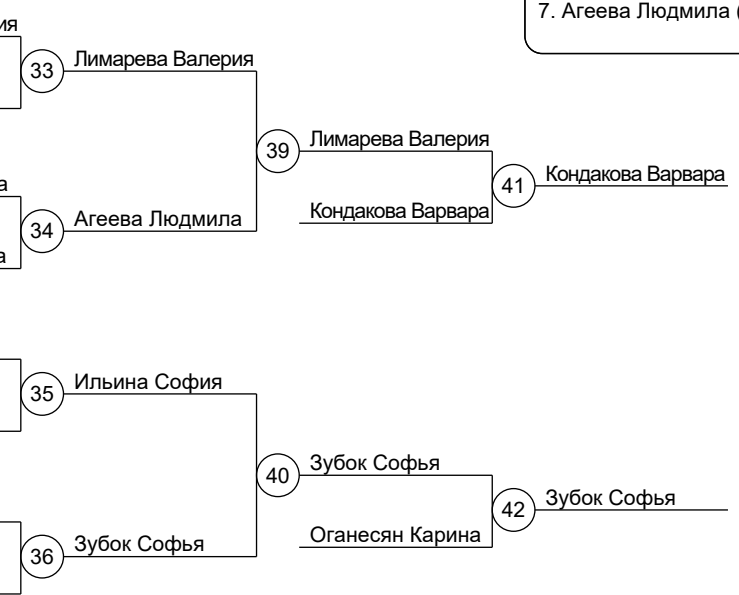 7. Агеева Людмила (
ия
33
Лимарева Валерия
39
Лимарева Валерия
41
Кондакова Варвара
Кондакова Варвара
а
34
Агеева Людмила
а
35
Ильина София
40
Зубок Софья
42
Зубок Софья
Оганесян Карина
36
Зубок Софья